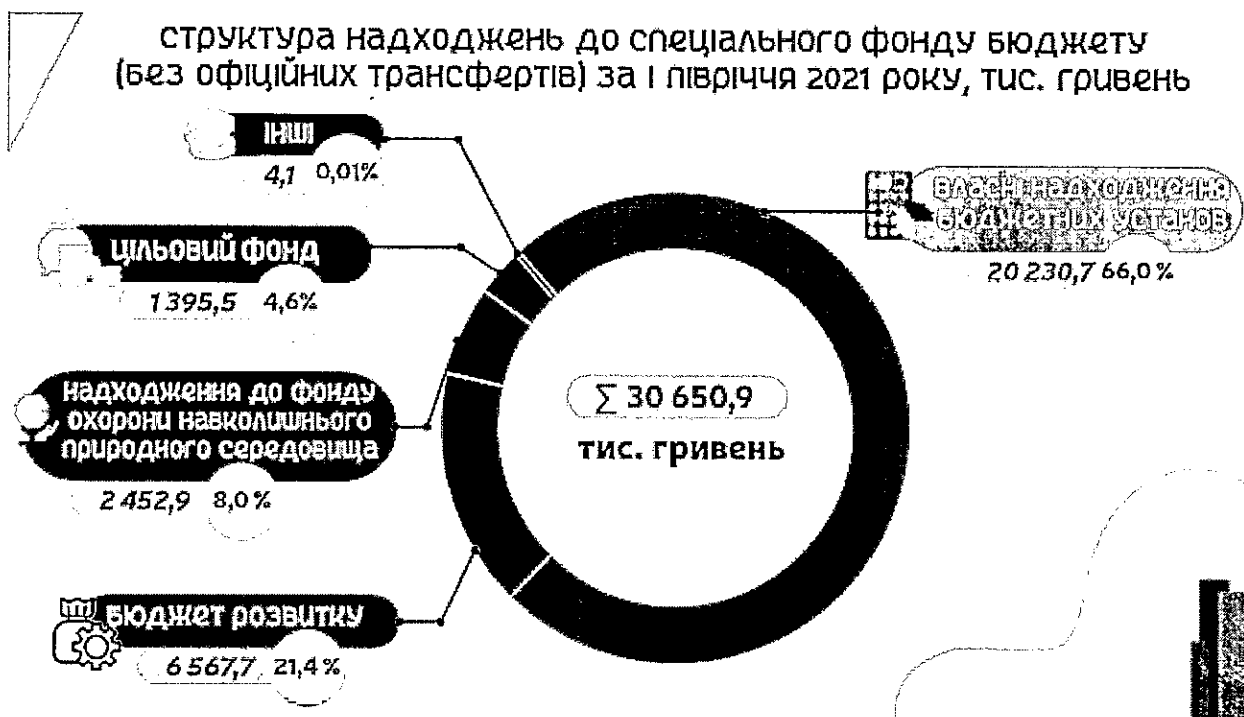 СТРУКТУРА НАДХОДЖЕНЬ ДО СПЕЦІАЛЬНОГО ФОНДУ БЮДЖЕТУ
(БЕЗ ОФІЦІЙНИХ ТРАНСФЕРТІВ) ЗА І ПІВРІЧЧЯ 2021 РОКУ, ТИС. ГРИВЕНЬ
ІНШІ
4,1 0,01%
ЦІЛЬОВИЙ ФОНД
1 395,5 4,6%
НАДХОДЖЕННЯ ДО ФОНДУ
ОХОРОНИ НАВКОЛИШНЬОГО
ПРИРОДНОГО СЕРЕДОВИЩА
2 452,9 8,0%
БЮДЖЕТ РОЗВИТКУ
6 567,7 21,4%
∑ 30 650,9
тис. гривень
ВЛАСНІ НАДХОДЖЕННЯ
БЮДЖЕТНИХ УСТАНОВ
20 230,7 66,0%